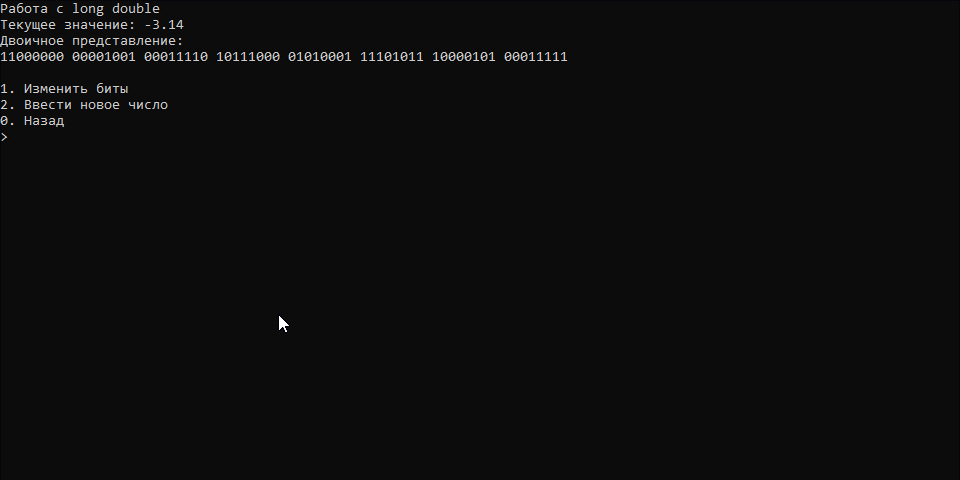 Работа с long double
Текущее значение: -3.14
Двоичное представление:
11000000 00001001 00011110 10111000 01010001 11101011 10000101 00011111
1. Изменить биты
2. Ввести новое число
0. Назад
>